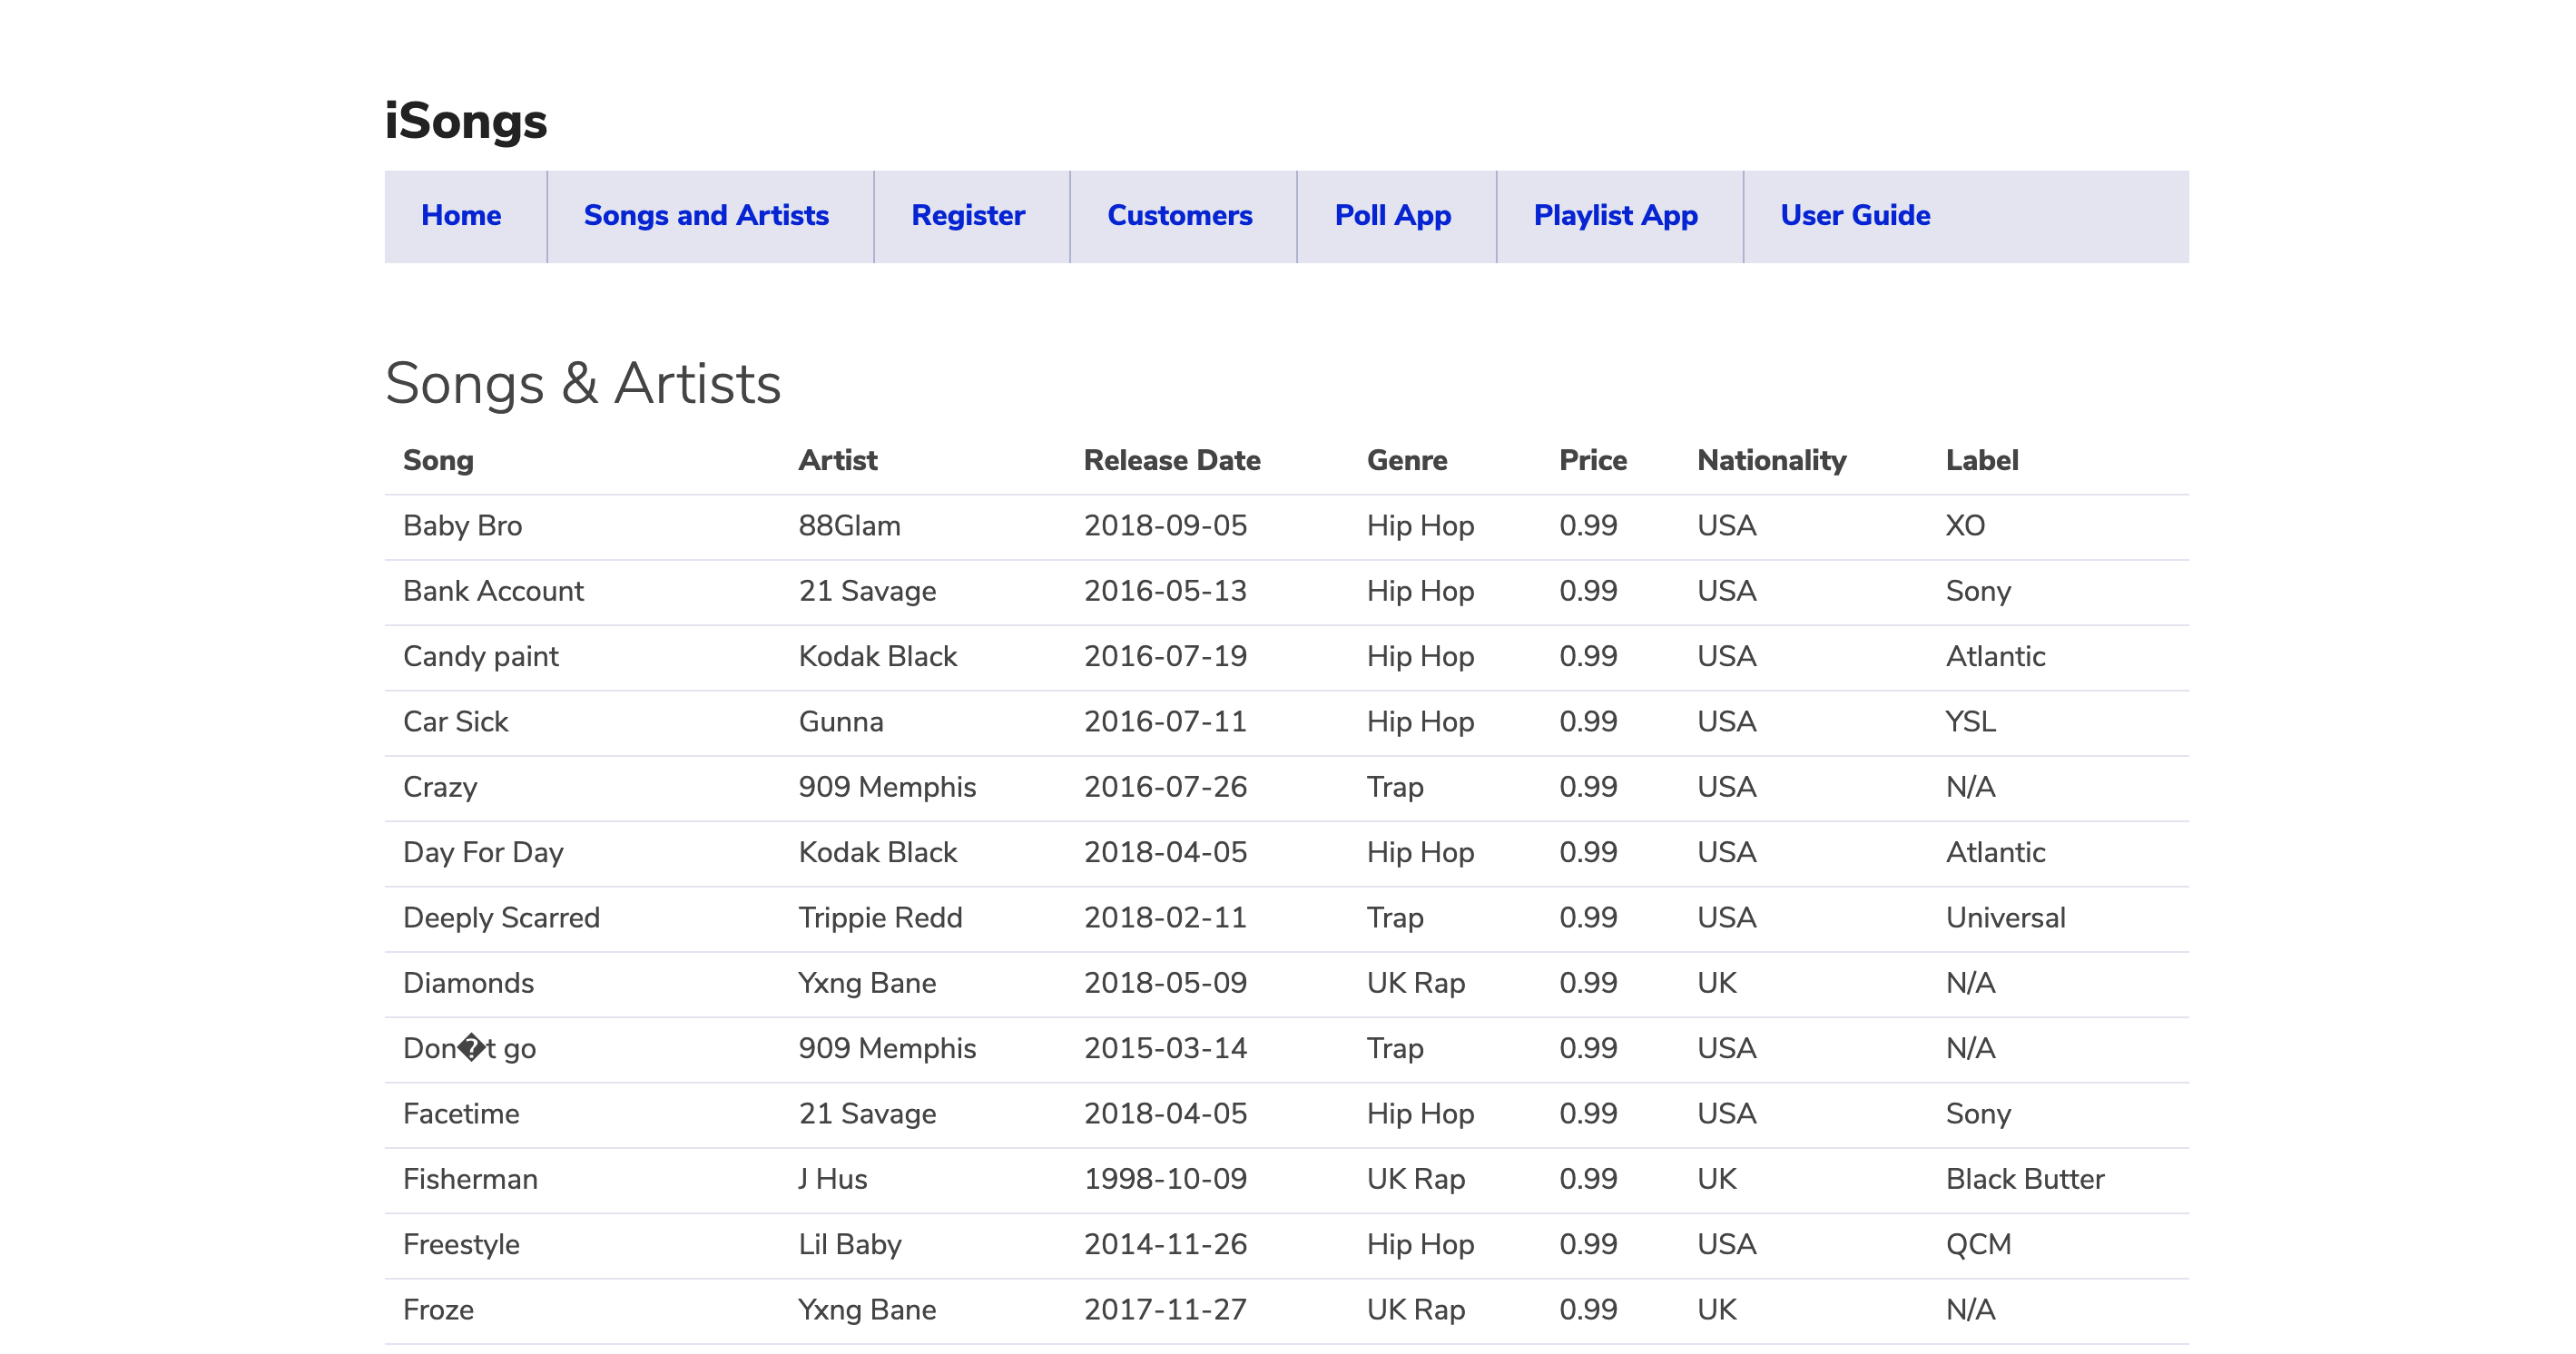 iSongs
Home Songs and Artists Register Customers Poll App Playlist App User Guide
Songs & Artists
Song Artist Release Date Genre Price Nationality Label
Baby Bro 88Glam 2018-09-05 Hip Hop 0.99 USA XO
Bank Account 21 Savage 2016-05-13 Hip Hop 0.99 USA Sony
Candy paint Kodak Black 2016-07-19 Hip Hop 0.99 USA Atlantic
Car Sick Gunna 2016-07-11 Hip Hop 0.99 USA YSL
Crazy 909 Memphis 2016-07-26 Trap 0.99 USA N/A
Day For Day Kodak Black 2018-04-05 Hip Hop 0.99 USA Atlantic
Deeply Scarred Trippie Redd 2018-02-11 Trap 0.99 USA Universal
Diamonds Yxng Bane 2018-05-09 UK Rap 0.99 UK N/A
Don�t go 909 Memphis 2015-03-14 Trap 0.99 USA N/A
Facetime 21 Savage 2018-04-05 Hip Hop 0.99 USA Sony
Fisherman J Hus 1998-10-09 UK Rap 0.99 UK Black Butter
Freestyle Lil Baby 2014-11-26 Hip Hop 0.99 USA QCM
Froze Yxng Bane 2017-11-27 UK Rap 0.99 UK N/A